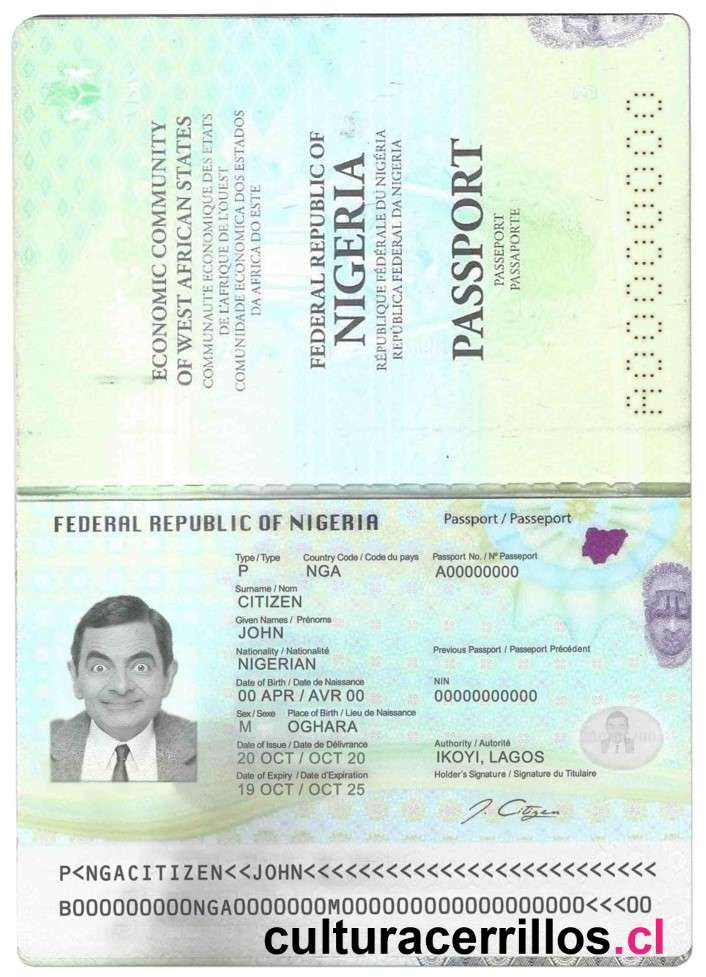 ECONOMIC COMMUNITY
OF WEST AFRICAN STATES
COMMUNAUTE ECONOMIQUE DES ETATS
DE L'AFRIQUE DE L'OUEST
COMUNIDADE ECONOMICA DOS ESTADOS
DA AFRICA DO ESTE
FEDERAL REPUBLIC OF
NIGERIA
RÉPUBLIQUE FÉDÉRALE DU NIGÉRIA
REPÚBLICA FEDERAL DA NIGERIA
PASSPORT
PASSEPORT
PASSAPORTE
A00000000
FEDERAL REPUBLIC OF NIGERIA
Passport / Passeport
Type / Type Country Code / Code du pays Passport No. / Nº Passeport
P NGA A00000000
Surname / Nom
CITIZEN
Given Names / Prénoms
JOHN
Nationality / Nationalité Previous Passport / Passeport Précédent
NIGERIAN
Date of Birth / Date de Naissance NIN
00 APR / AVR 00 00000000000
Sex / Sexe Place of Birth / Lieu de Naissance
M OGHARA
Date of Issue / Date de Délivrance Authority / Autorité
20 OCT / OCT 20 IKOYI, LAGOS
Date of Expiry / Date d'Expiration Holder's Signature / Signature du Titulaire
19 OCT / OCT 25
J. Citizen
P<NGACITIZEN<<JOHN<<<<<<<<<<<<<<<<<<<<<<<<<<
B000000000NGA0000000M00000000000000000<<<00
culturacerrillos.cl